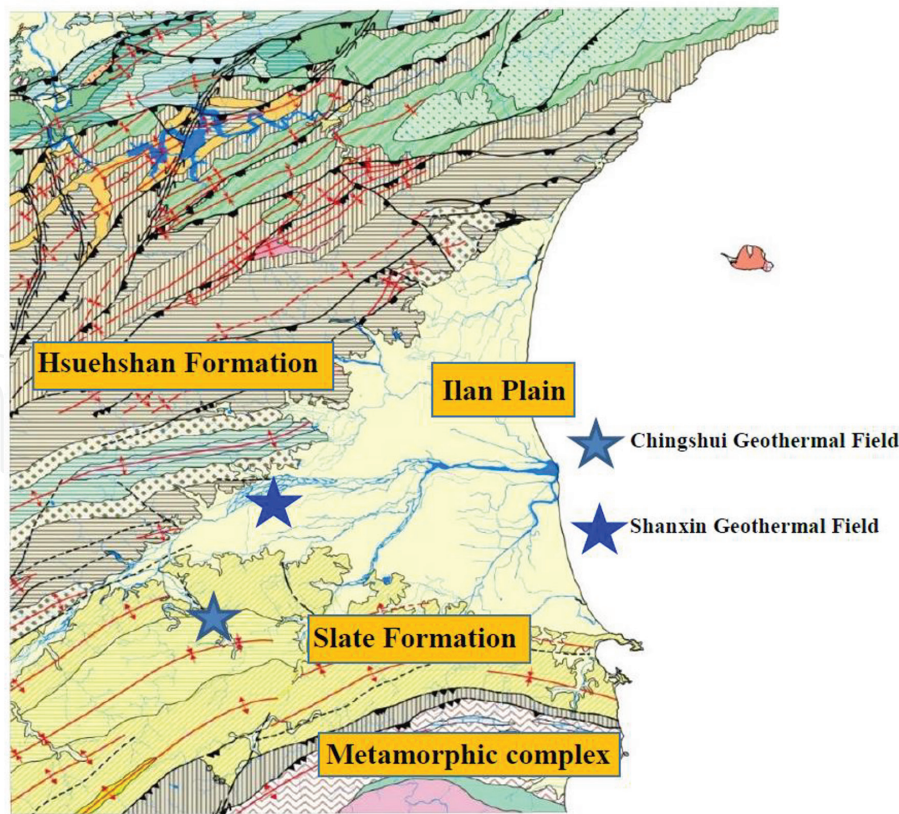 Hsuehshan Formation
Ilan Plain
Chingshui Geothermal Field
Shanxin Geothermal Field
Slate Formation
Metamorphic complex